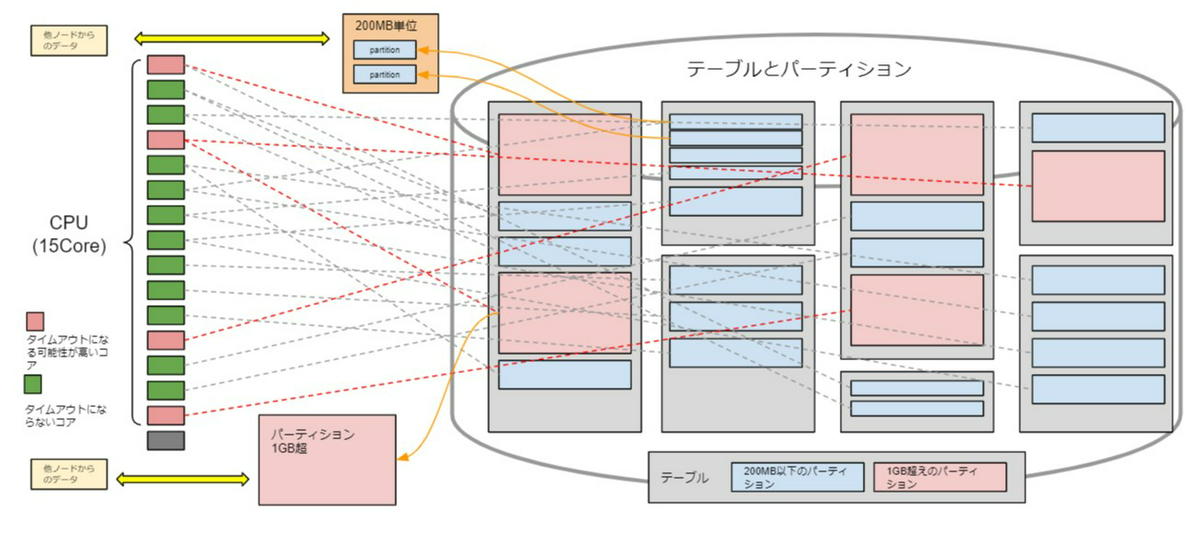 他ノードから
のデータ
200MB単位
partition
partition
テーブルとパーティション
CPU
(15Core)
タイムアウトにな
る可能性が高いコ
ア
タイムアウトにな
らないコア
パーティション
1GB超
他ノードから
のデータ
テーブル
200MB以下のパーティ
ション
1GB超えのパーティ
ション